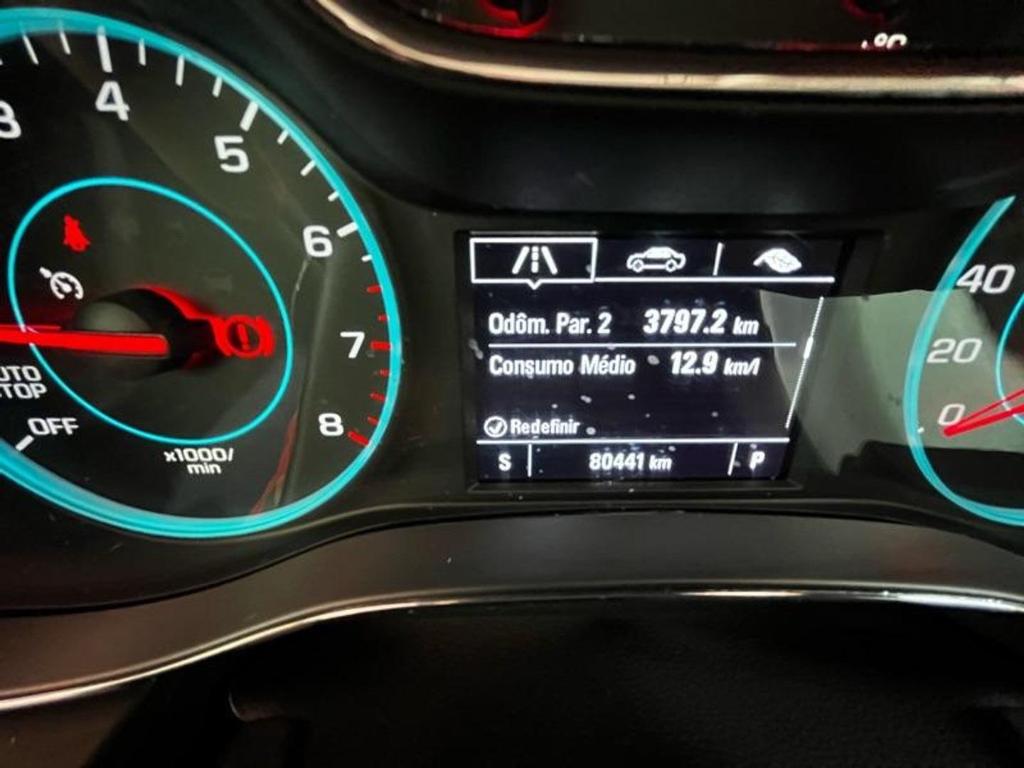 3
4
5
6
7
8
AUTO
STOP
OFF
x1000/
min
°C
Odôm. Par. 2 3797.2 km
Consumo Médio 12.9 km/l
Redefinir
S 80441 km P
40
20
0